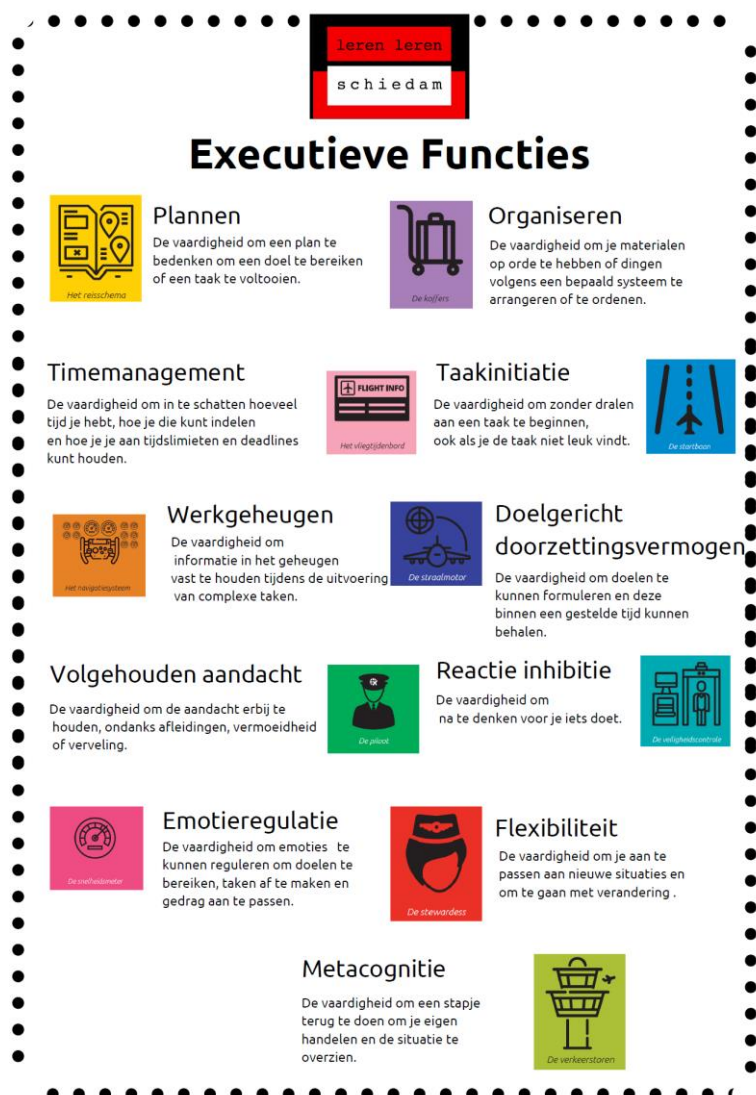 leren leren
schiedam
Executieve Functies
Plannen
De vaardigheid om een plan te
bedenken om een doel te bereiken
of een taak te voltooien.
Het reisschema
Organiseren
De vaardigheid om je materialen
op orde te hebben of dingen
volgens een bepaald systeem te
arrangeren of te ordenen.
De koffers
Timemanagement
De vaardigheid om in te schatten hoeveel
tijd je hebt, hoe je die kunt indelen
en hoe je je aan tijdslimieten en deadlines
kunt houden.
FLIGHT INFO
Het vliegtijdenbord
Taakinitiatie
De vaardigheid om zonder dralen
aan een taak te beginnen,
ook als je de taak niet leuk vindt.
De startbaan
Werkgeheugen
De vaardigheid om
informatie in het geheugen
vast te houden tijdens de uitvoering
van complexe taken.
Het navigatiesysteem
Doelgericht
doorzettingsvermogen
De vaardigheid om doelen te
kunnen formuleren en deze
binnen een gestelde tijd kunnen
behalen.
De straalmotor
Volgehouden aandacht
De vaardigheid om de aandacht erbij te
houden, ondanks afleidingen, vermoeidheid
of verveling.
De piloot
Reactie inhibitie
De vaardigheid om
na te denken voor je iets doet.
De veiligheidscontrole
Emotieregulatie
De vaardigheid om emoties te
kunnen reguleren om doelen te
bereiken, taken af te maken en
gedrag aan te passen.
De snelheidsmeter
Flexibiliteit
De vaardigheid om je aan te
passen aan nieuwe situaties en
om te gaan met verandering .
De stewardess
Metacognitie
De vaardigheid om een stapje
terug te doen om je eigen
handelen en de situatie te
overzien.
De verkeerstoren